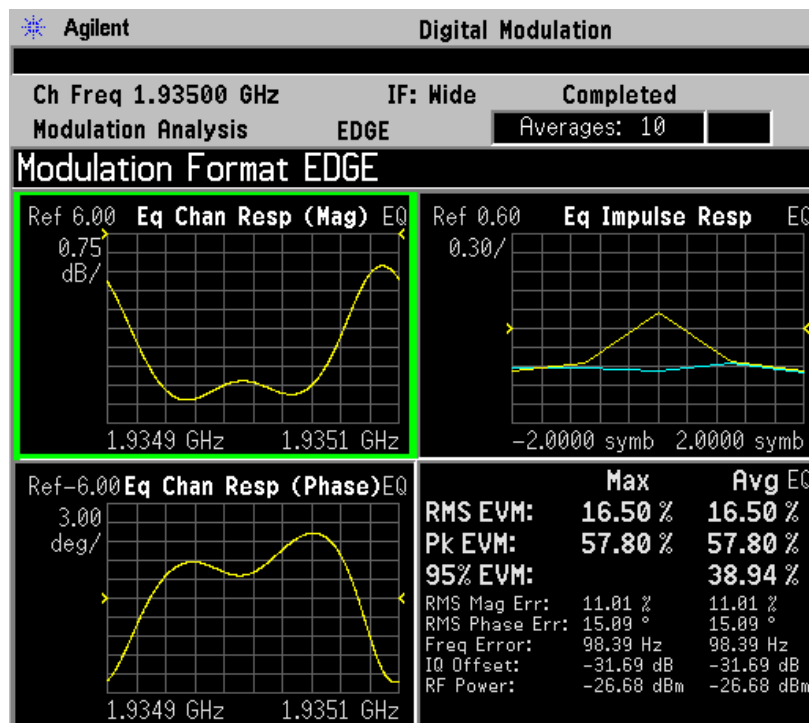 Agilent Digital Modulation
Ch Freq 1.93500 GHz IF: Wide Completed
Modulation Analysis EDGE Averages: 10
Modulation Format EDGE
Ref 6.00 Eq Chan Resp (Mag) EQ
0.75
dB/
1.9349 GHz 1.9351 GHz
Ref 0.60 Eq Impulse Resp EQ
0.30/
-2.0000 symb 2.0000 symb
Ref-6.00 Eq Chan Resp (Phase) EQ
3.00
deg/
1.9349 GHz 1.9351 GHz
Max Avg EQ
RMS EVM: 16.50 % 16.50 %
Pk EVM: 57.80 % 57.80 %
95% EVM: 38.94 %
RMS Mag Err: 11.01 % 11.01 %
RMS Phase Err: 15.09 ° 15.09 °
Freq Error: 98.39 Hz 98.39 Hz
IQ Offset: -31.69 dB -31.69 dB
RF Power: -26.68 dBm -26.68 dBm